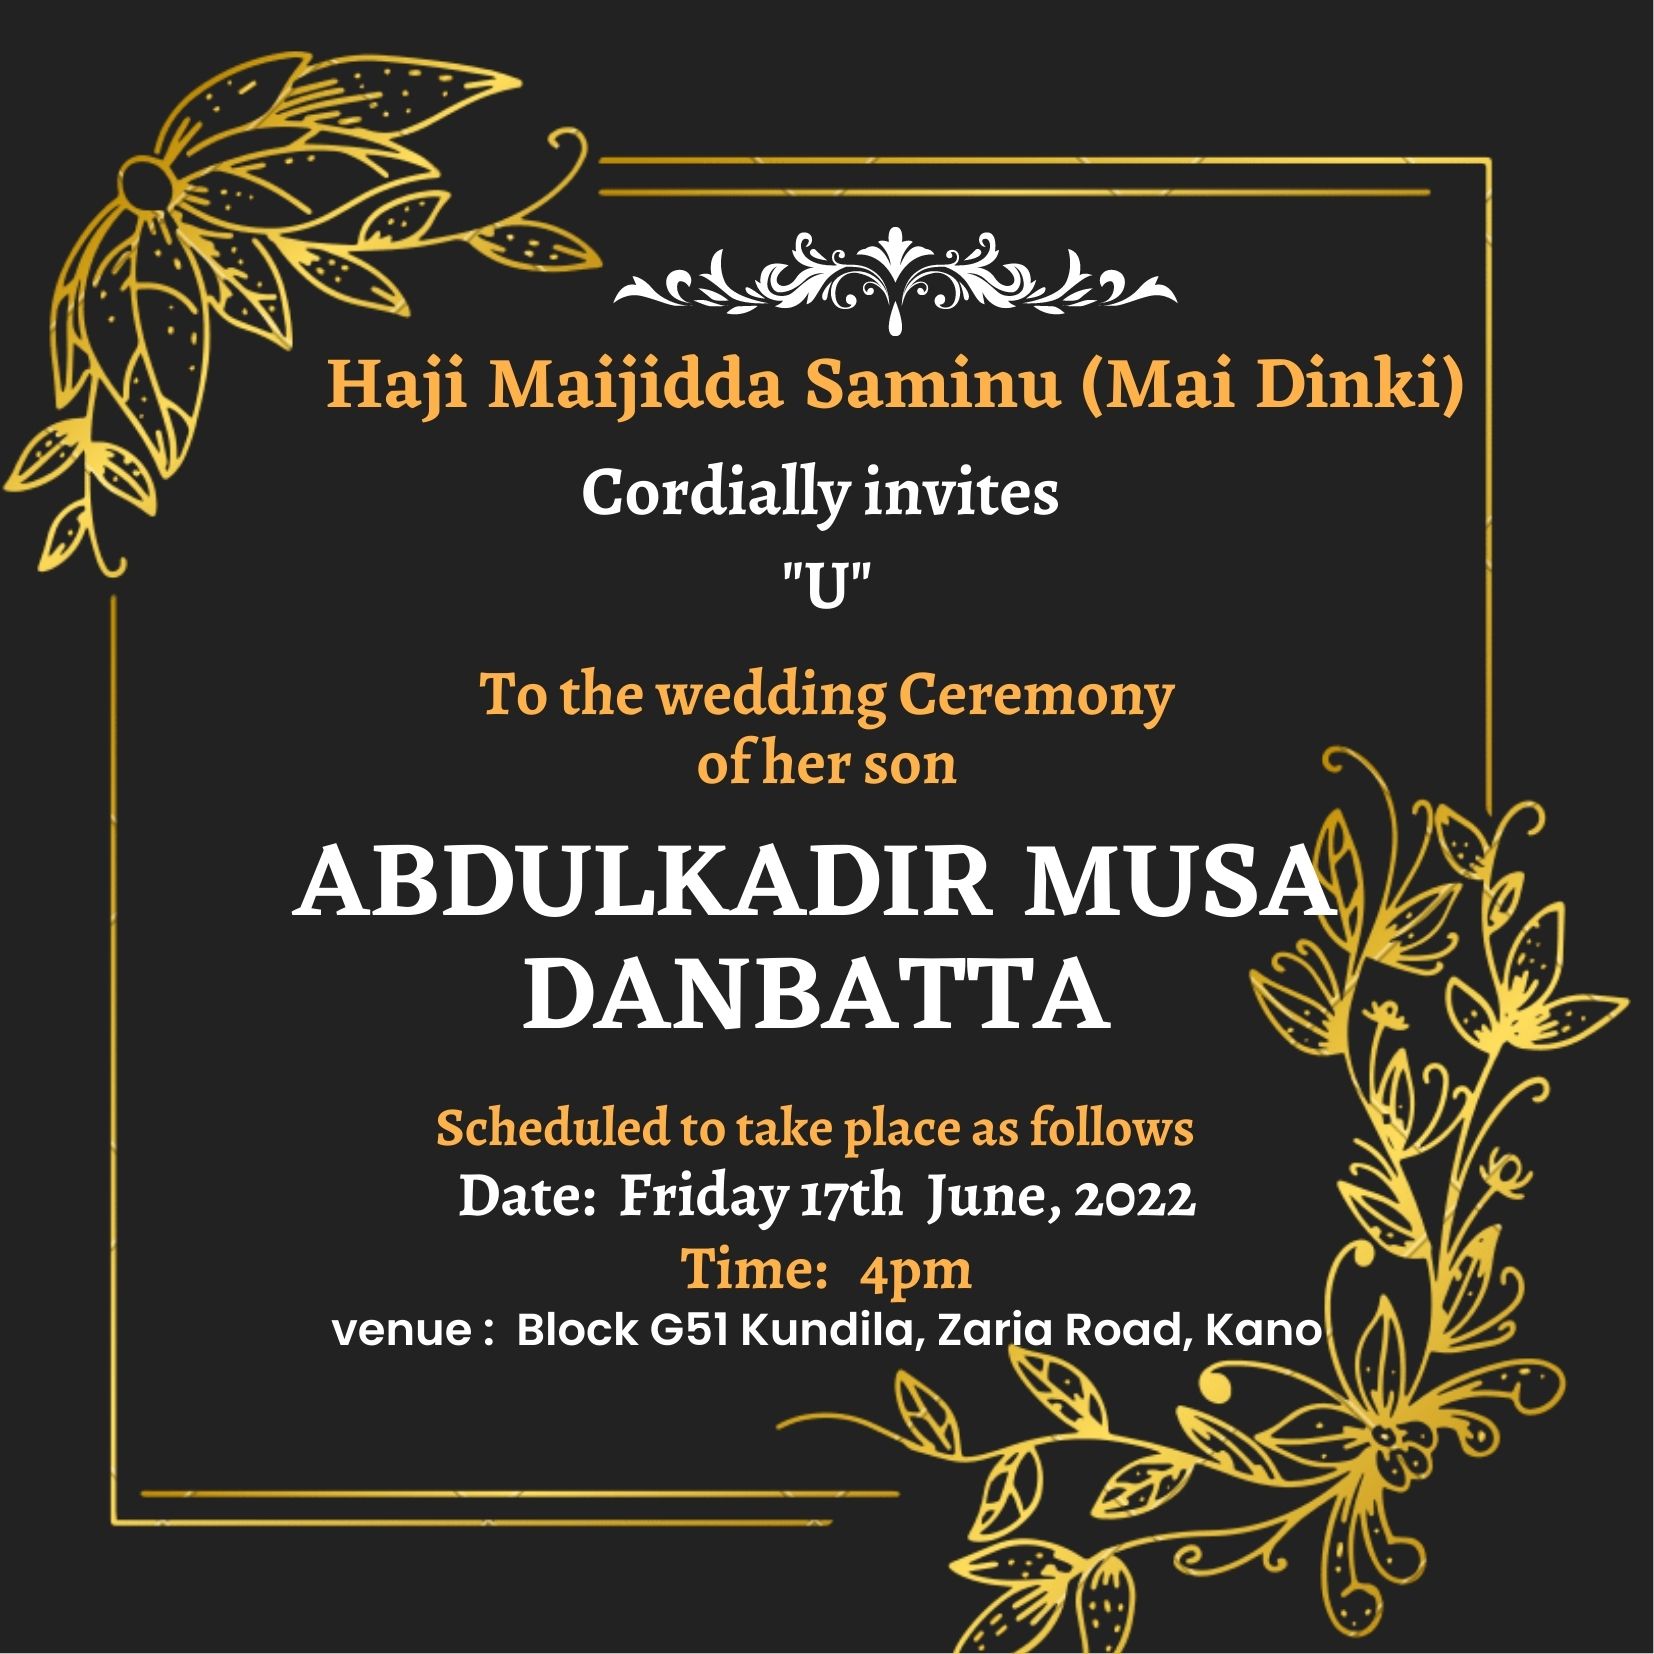 Haji Maijidda Saminu (Mai Dinki)
Cordially invites
"U"
To the wedding Ceremony
of her son
ABDULKADIR MUSA
DANBATTA
Scheduled to take place as follows
Date: Friday 17th June, 2022
Time: 4pm
venue : Block G51 Kundila, Zaria Road, Kano